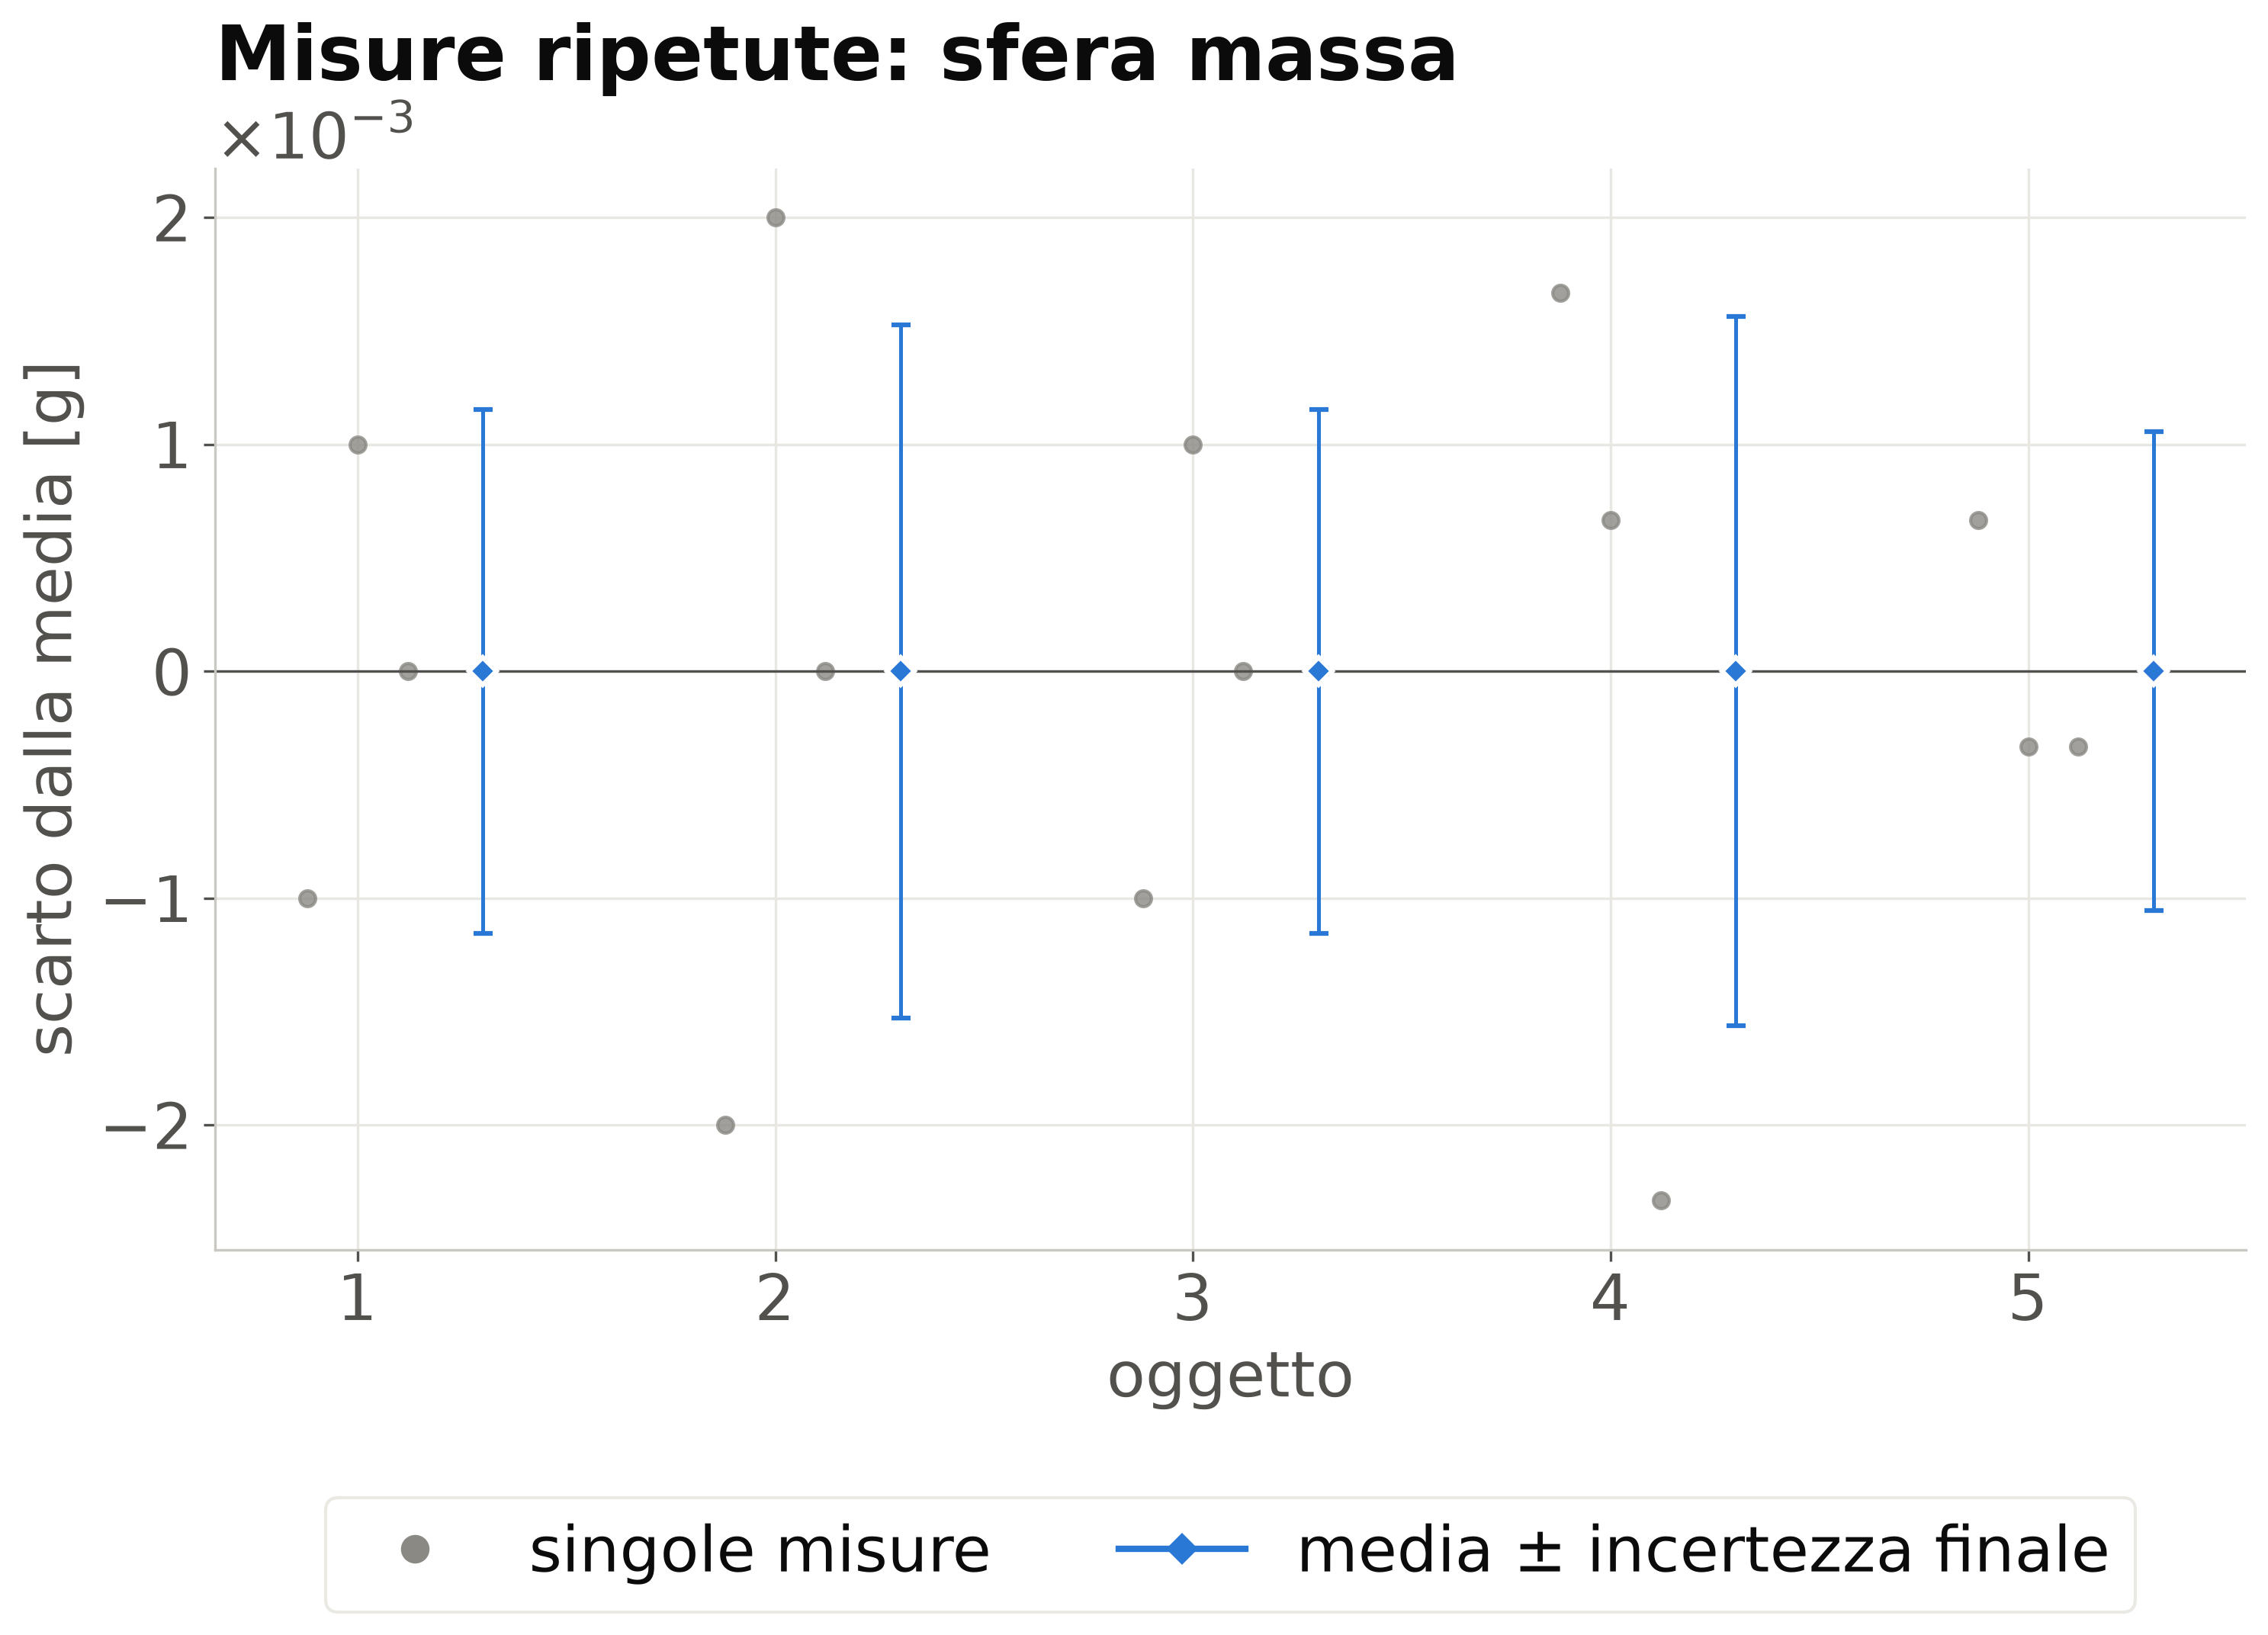 Misure ripetute: sfera massa
×10⁻³
2
1
0
−1
−2
scarto dalla media [g]
1 2 3 4 5
oggetto
singole misure media ± incertezza finale